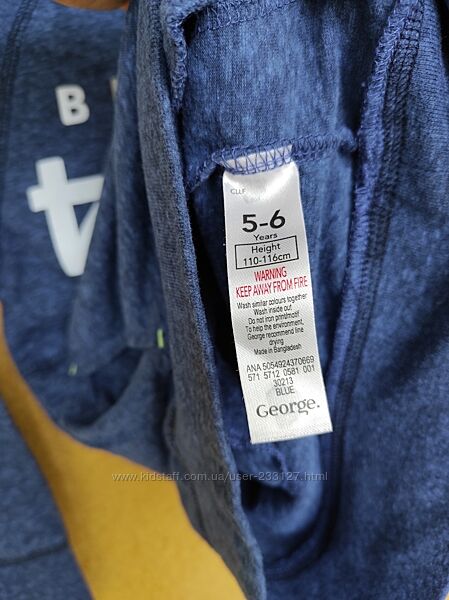 B
4
CLLF
5-6
Years
Height
110-116cm
WARNING
KEEP AWAY FROM FIRE
Wash similar colours together
Wash inside out
Do not iron print/motif
To help the environment,
George recommend line
drying
Made in Bangladesh
ANA 5054924370669
571 5712 0581 001
30213
BLUE
George.
www.kidstaff.com.ua/user-233127.html